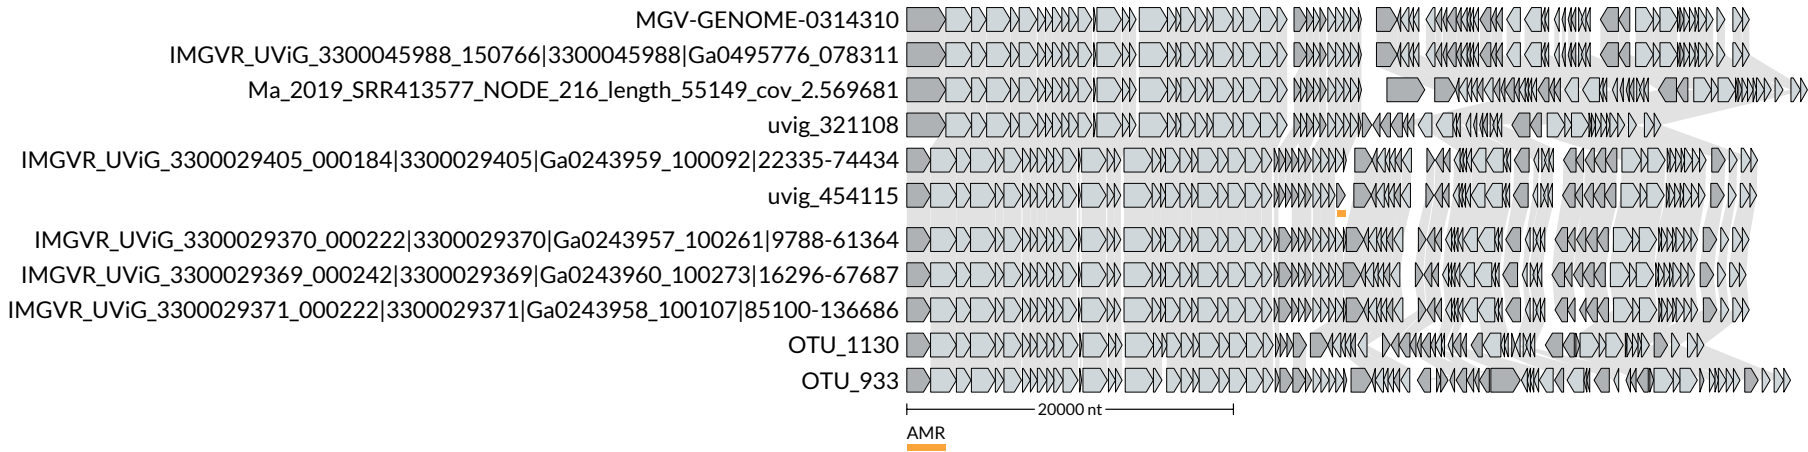 MGV-GENOME-0314310
IMGVR_UViG_3300045988_150766|3300045988|Ga0495776_078311
Ma_2019_SRR413577_NODE_216_length_55149_cov_2.569681
uvig_321108
IMGVR_UViG_3300029405_000184|3300029405|Ga0243959_100092|22335-74434
uvig_454115
IMGVR_UViG_3300029370_000222|3300029370|Ga0243957_100261|9788-61364
IMGVR_UViG_3300029369_000242|3300029369|Ga0243960_100273|16296-67687
IMGVR_UViG_3300029371_000222|3300029371|Ga0243958_100107|85100-136686
OTU_1130
OTU_933
20000 nt
AMR